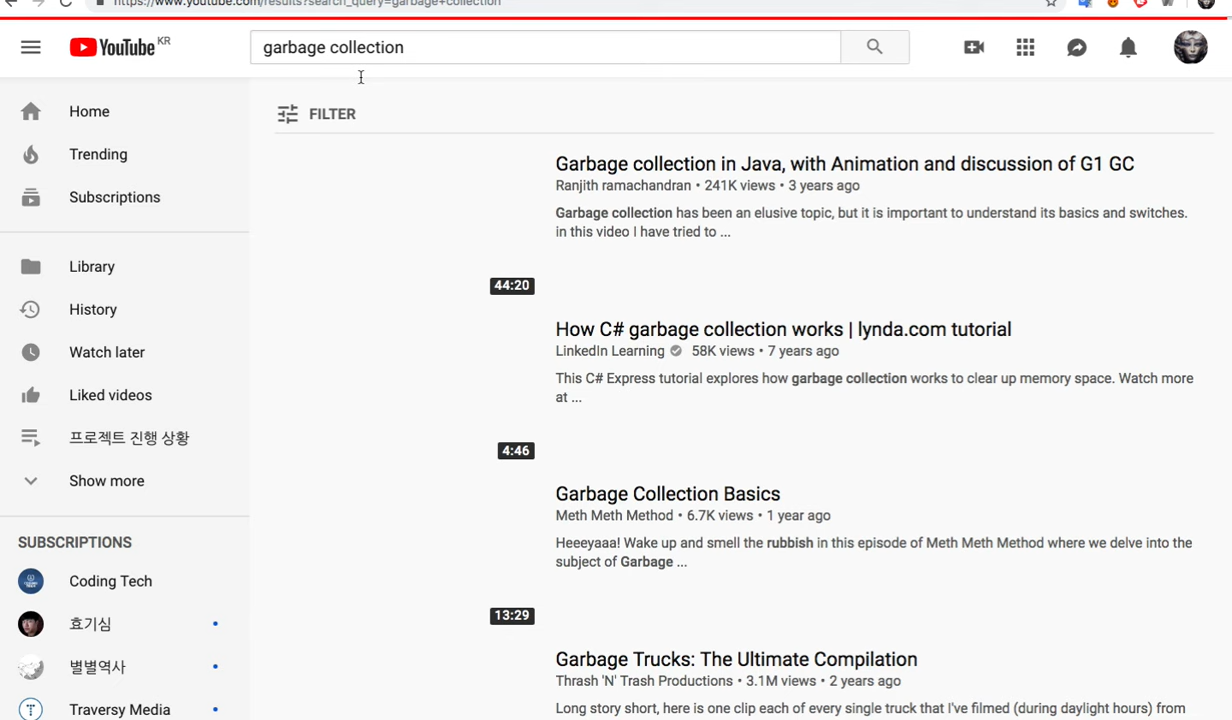 https://www.youtube.com/results?search_query=garbage+collection
YouTube KR
garbage collection
Home
Trending
Subscriptions
Library
History
Watch later
Liked videos
프로젝트 진행 상황
Show more
SUBSCRIPTIONS
Coding Tech
효기심
별별역사
Traversy Media
FILTER
Garbage collection in Java, with Animation and discussion of G1 GC
Ranjith ramachandran • 241K views • 3 years ago
Garbage collection has been an elusive topic, but it is important to understand its basics and switches.
in this video I have tried to ...
44:20
How C# garbage collection works | lynda.com tutorial
LinkedIn Learning 58K views • 7 years ago
This C# Express tutorial explores how garbage collection works to clear up memory space. Watch more
at ...
4:46
Garbage Collection Basics
Meth Meth Method • 6.7K views • 1 year ago
Heeeyaaa! Wake up and smell the rubbish in this episode of Meth Meth Method where we delve into the
subject of Garbage ...
13:29
Garbage Trucks: The Ultimate Compilation
Thrash 'N' Trash Productions • 3.1M views • 2 years ago
Long story short, here is one clip each of every single truck that I've filmed (during daylight hours) from